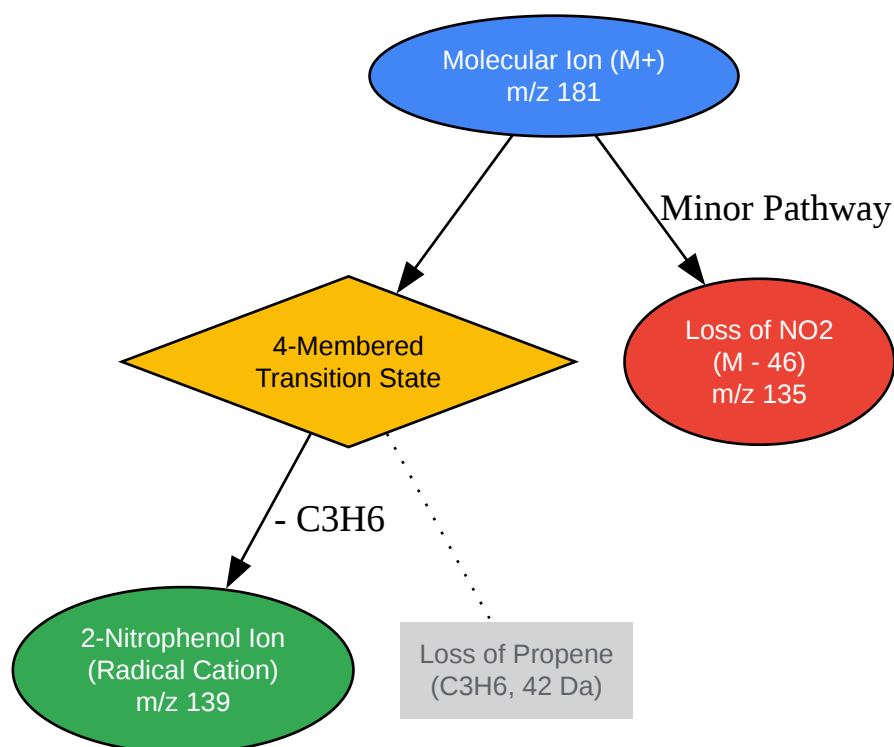 Molecular Ion (M+)
m/z 181
Minor Pathway
4-Membered
Transition State
Loss of NO2
(M - 46)
m/z 135
- C3H6
2-Nitrophenol Ion
(Radical Cation)
m/z 139
Loss of Propene
(C3H6, 42 Da)